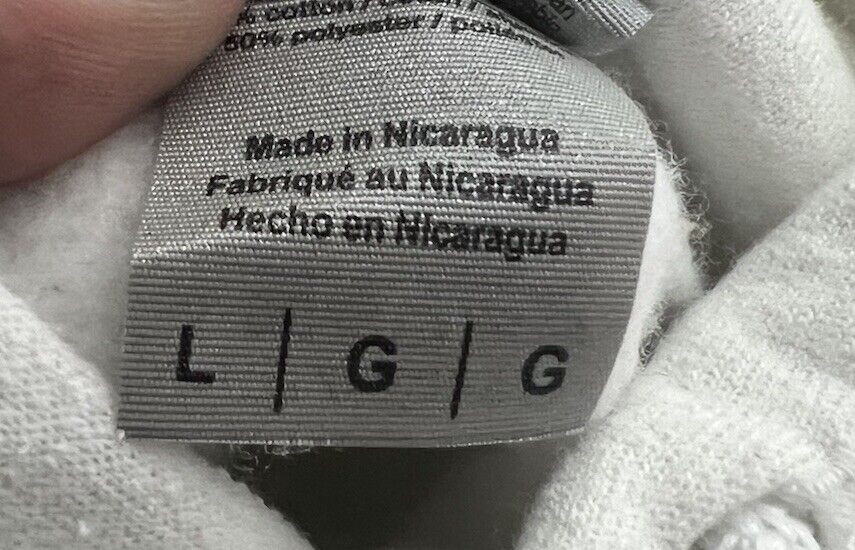 % cotton /
50% polyester /
Made in Nicaragua
Fabriqué au Nicaragua
Hecho en Nicaragua
L | G | G